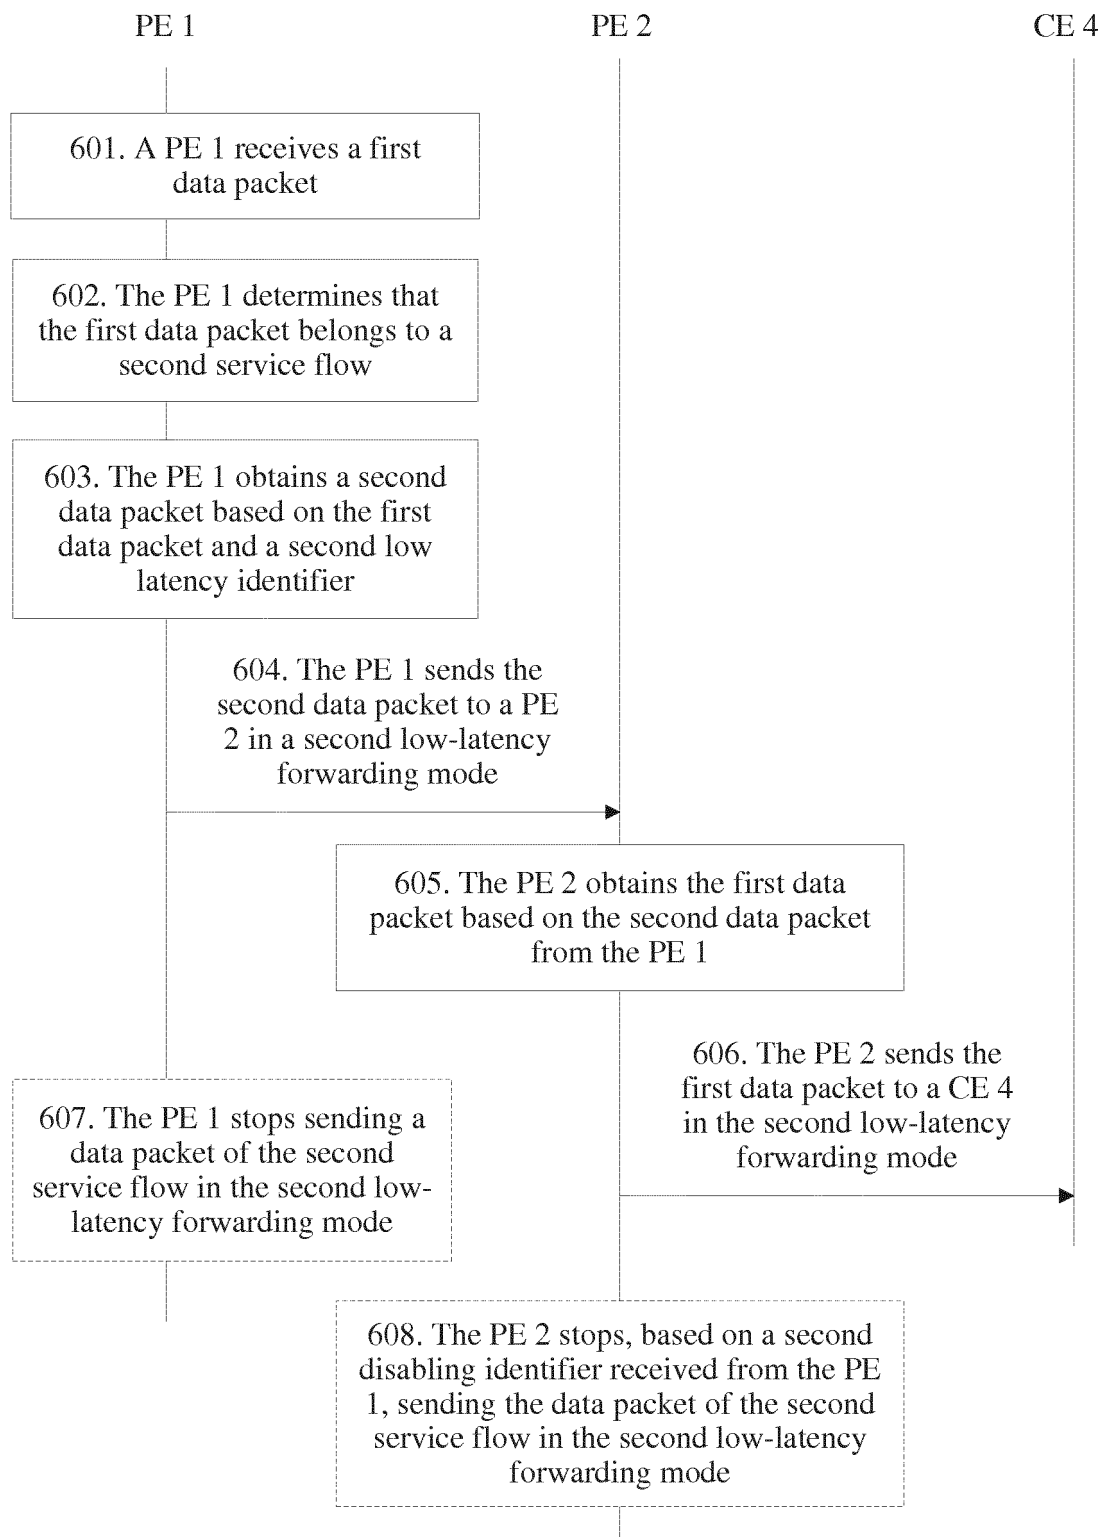 PE 1
PE 2
CE 4
601. A PE 1 receives a first
data packet
602. The PE 1 determines that
the first data packet belongs to a
second service flow
603. The PE 1 obtains a second
data packet based on the first
data packet and a second low
latency identifier
604. The PE 1 sends the
second data packet to a PE
2 in a second low-latency
forwarding mode
605. The PE 2 obtains the first data
packet based on the second data packet
from the PE 1
606. The PE 2 sends the
first data packet to a CE 4
in the second low-latency
forwarding mode
607. The PE 1 stops sending a
data packet of the second
service flow in the second low-
latency forwarding mode
608. The PE 2 stops, based on a second
disabling identifier received from the PE
1, sending the data packet of the second
service flow in the second low-latency
forwarding mode